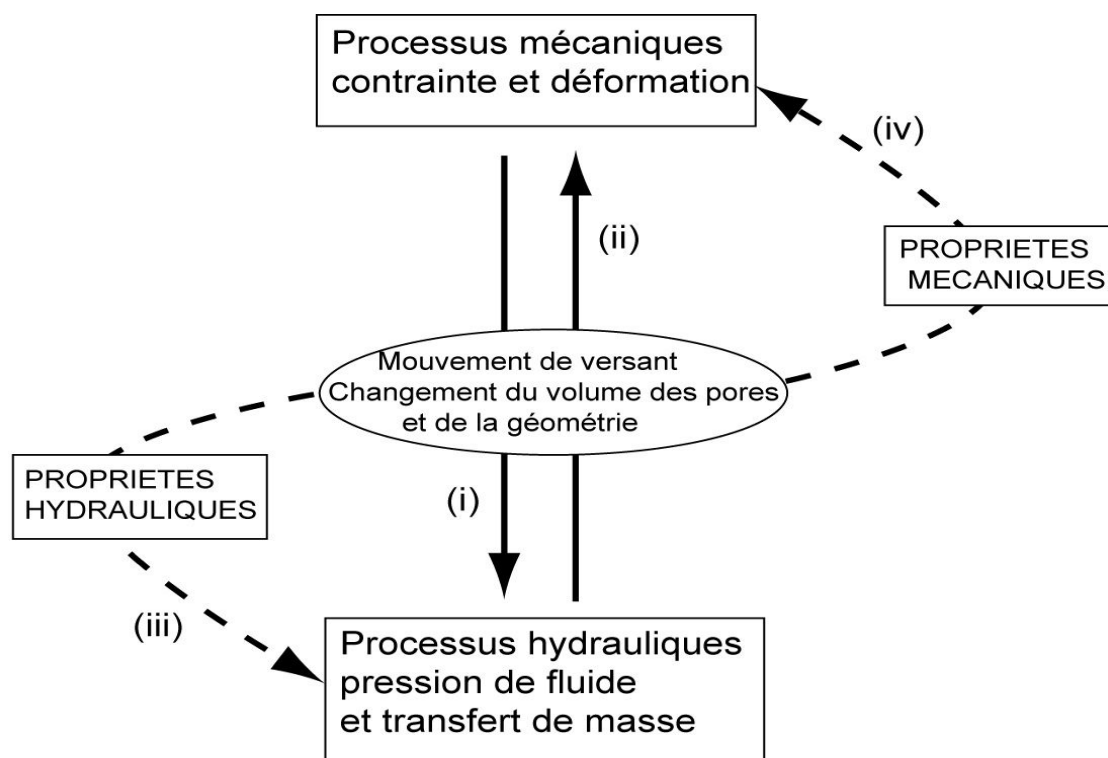 Processus mécaniques
contrainte et déformation
(iv)
(ii)
PROPRIETES
MECANIQUES
Mouvement de versant
Changement du volume des pores
et de la géométrie
PROPRIETES
HYDRAULIQUES
(i)
(iii)
Processus hydrauliques
pression de fluide
et transfert de masse